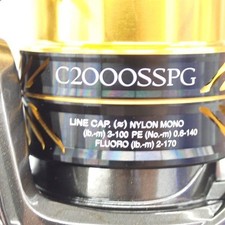 C2000SSPG
LINE CAP. (≈) NYLON MONO
(lb.-m) 3-100 PE (No.-m) 0.6-140
FLUORO (lb.-m) 2-170